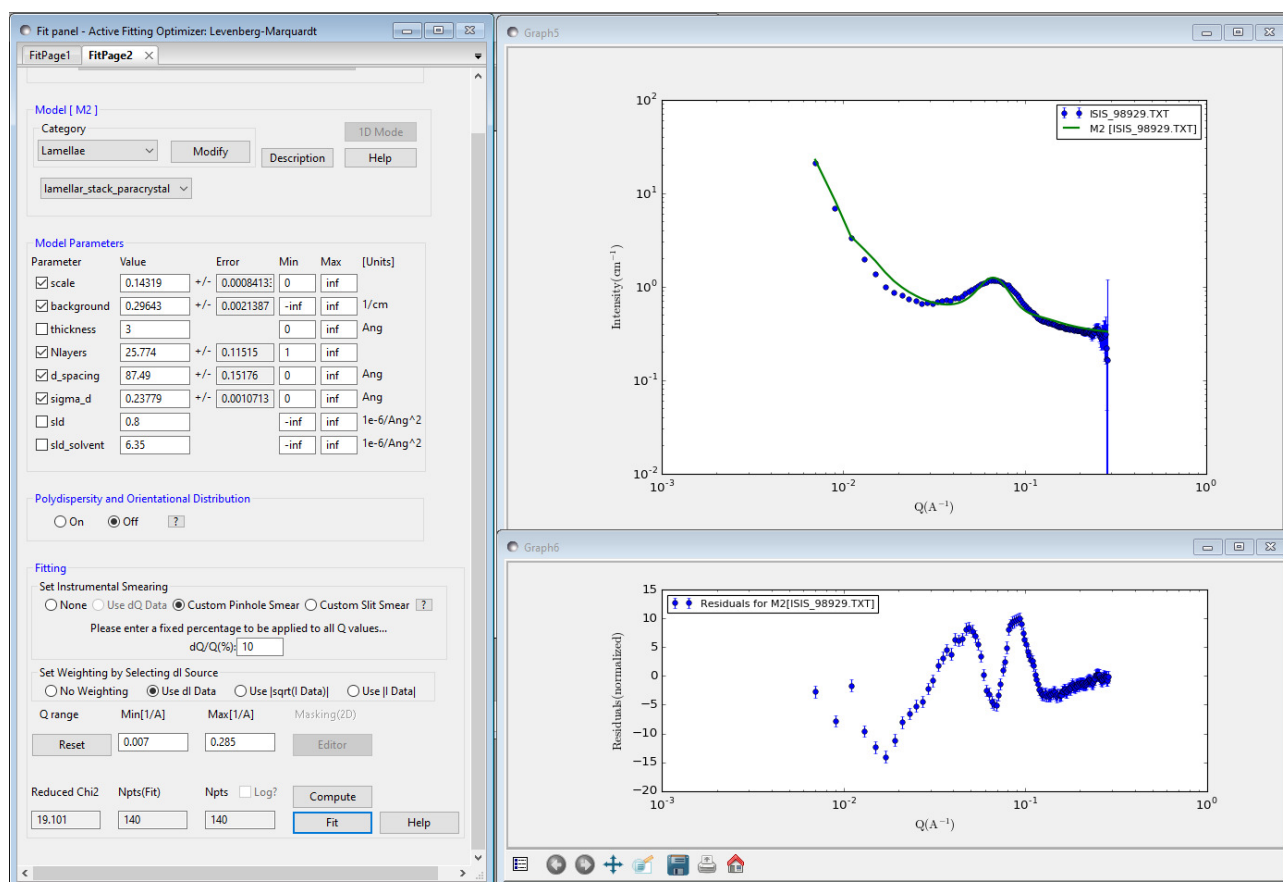 Fit panel - Active Fitting Optimizer: Levenberg-Marquardt
FitPage1 FitPage2
Model [ M2 ]
Category
1D Mode
Lamellae Modify Description Help
lamellar_stack_paracrystal
Model Parameters
Parameter Value Error Min Max [Units]
scale 0.14319 +/- 0.00084133 0 inf
background 0.29643 +/- 0.0021387 -inf inf 1/cm
thickness 3 0 inf Ang
Nlayers 25.774 +/- 0.11515 1 inf
d_spacing 87.49 +/- 0.15176 0 inf Ang
sigma_d 0.23779 +/- 0.0010713 0 inf Ang
sld 0.8 -inf inf 1e-6/Ang^2
sld_solvent 6.35 -inf inf 1e-6/Ang^2
Polydispersity and Orientational Distribution
On Off ?
Fitting
Set Instrumental Smearing
None Use dQ Data Custom Pinhole Smear Custom Slit Smear ?
Please enter a fixed percentage to be applied to all Q values...
dQ/Q(%): 10
Set Weighting by Selecting dI Source
No Weighting Use dI Data Use |sqrt(I Data)| Use |I Data|
Q range Min[1/A] Max[1/A] Masking(2D)
Reset 0.007 0.285 Editor
Reduced Chi2 Npts(Fit) Npts Log? Compute
19.101 140 140 Fit Help
Graph5
10^2
ISIS_98929.TXT
M2 [ISIS_98929.TXT]
10^1
Intensity(cm^-1)
10^0
10^-1
10^-2
10^-3 10^-2 10^-1 10^0
Q(A^-1)
Graph6
15
Residuals for M2[ISIS_98929.TXT]
10
5
0
Residuals(normalized)
−5
−10
−15
−20
10^-3 10^-2 10^-1 10^0
Q(A^-1)